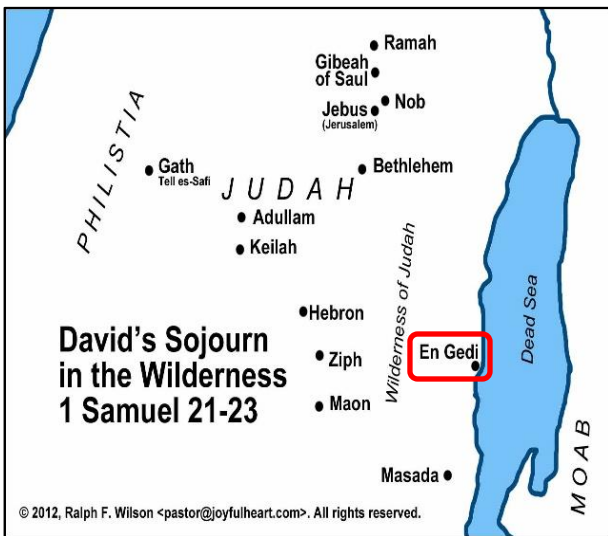 Ramah
Gibeah
of Saul
Nob
Jebus
(Jerusalem)
Gath
Tell es-Safi
Bethlehem
PHILISTIA
JUDAH
Adullam
Keilah
Wilderness of Judah
Dead Sea
Hebron
David's Sojourn
in the Wilderness
1 Samuel 21-23
Ziph
En Gedi
Maon
Masada
MOAB
© 2012, Ralph F. Wilson <pastor@joyfulheart.com>. All rights reserved.